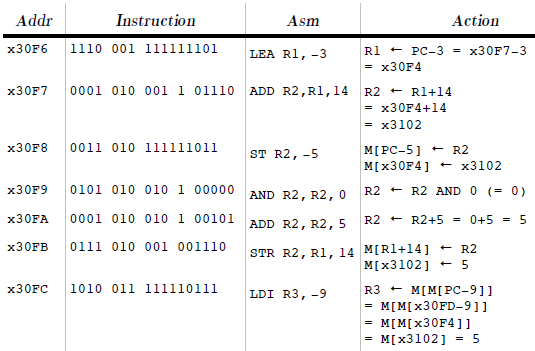 Addr Instruction Asm Action
x30F6 1110 001 111111101 LEA R1, -3 R1 ← PC-3 = x30F7-3
= x30F4
x30F7 0001 010 001 1 01110 ADD R2,R1,14 R2 ← R1+14
= x30F4+14
= x3102
x30F8 0011 010 111111011 ST R2, -5 M[PC-5] ← R2
M[x30F4] ← x3102
x30F9 0101 010 010 1 00000 AND R2, R2, 0 R2 ← R2 AND 0 (= 0)
x30FA 0001 010 010 1 00101 ADD R2, R2, 5 R2 ← R2+5 = 0+5 = 5
x30FB 0111 010 001 001110 STR R2, R1, 14 M[R1+14] ← R2
M[x3102] ← 5
x30FC 1010 011 111110111 LDI R3, -9 R3 ← M[M[PC-9]]
= M[M[x30FD-9]]
= M[M[x30F4]]
= M[x3102] = 5